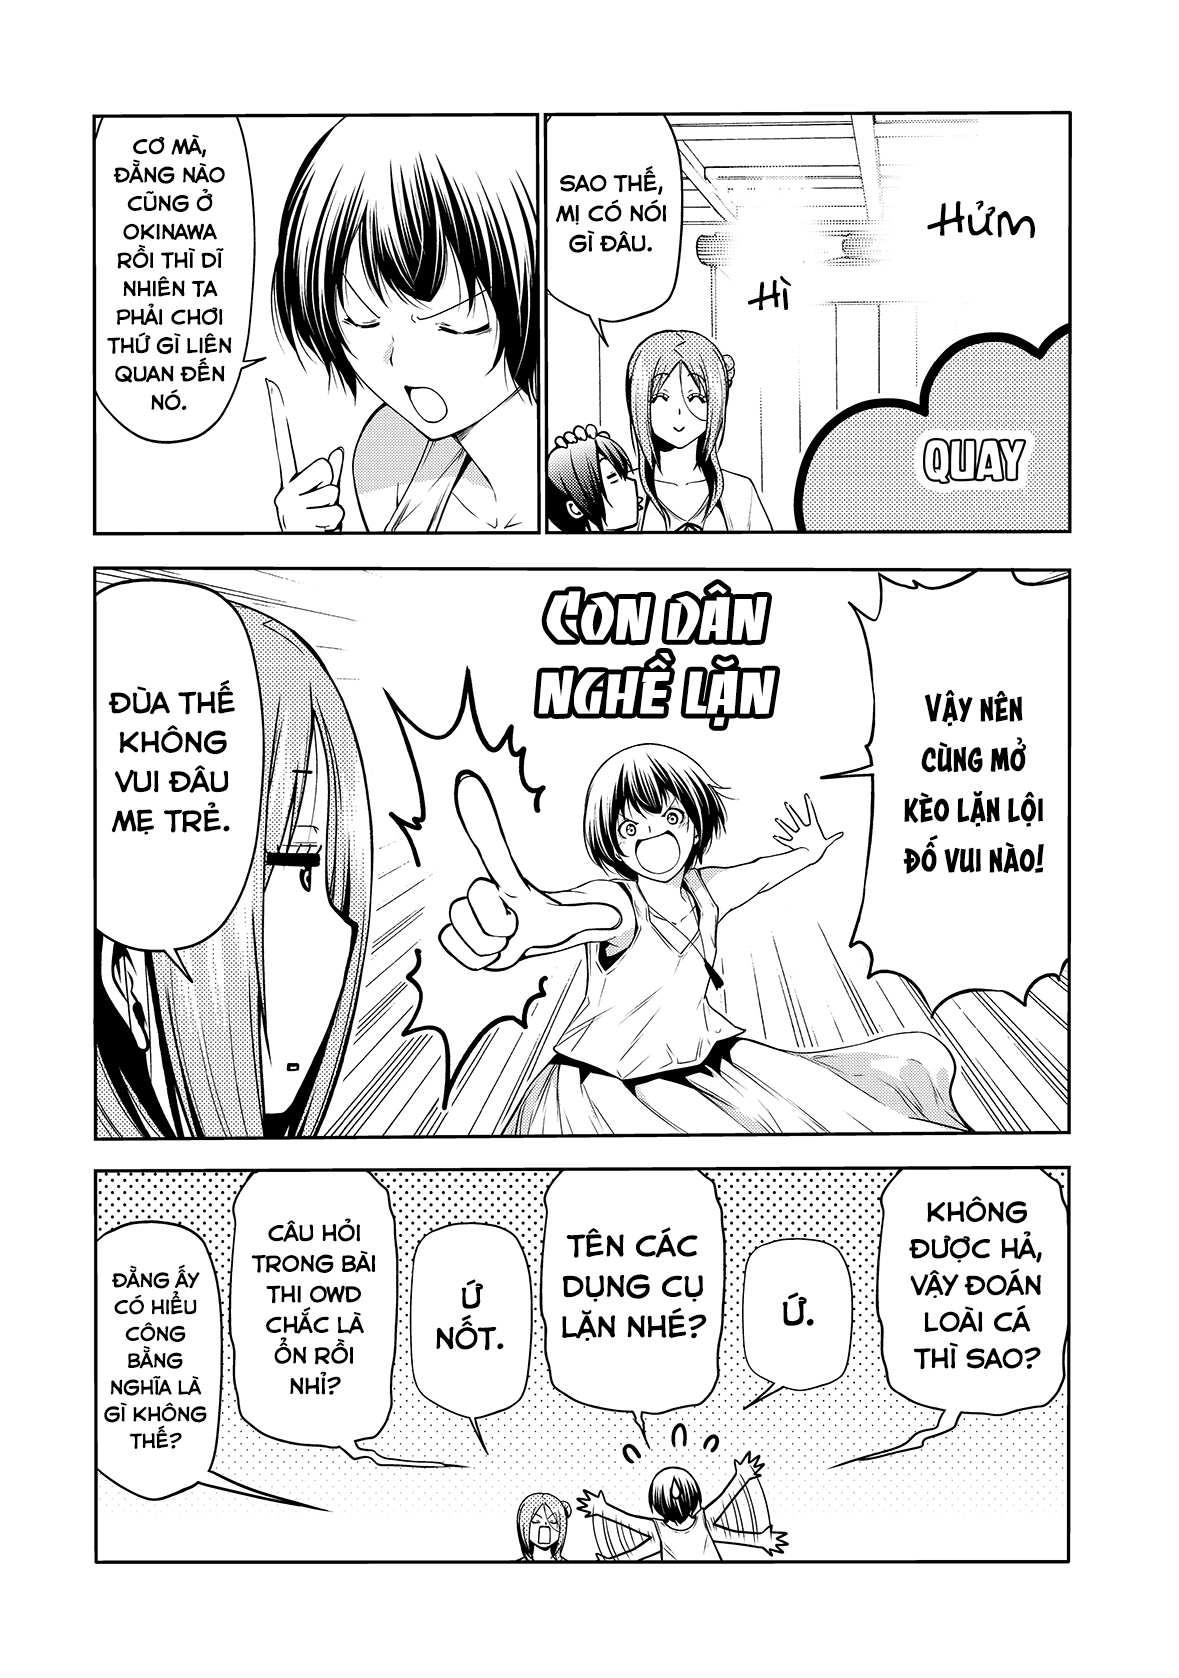 HỬM
HÌ
QUAY
SAO THẾ,
MỊ CÓ NÓI
GÌ ĐÂU.
CƠ MÀ,
ĐẰNG NÀO
CŨNG Ở
OKINAWA
RỒI THÌ DĨ
NHIÊN TA
PHẢI CHƠI
THỨ GÌ LIÊN
QUAN ĐẾN
NÓ.
VẬY NÊN
CÙNG MỞ
KÈO LẶN LỘI
ĐỐ VUI NÀO!
CON DÂN
NGHỀ LẶN
ĐÙA THẾ
KHÔNG
VUI ĐÂU
MẸ TRẺ.
KHÔNG
ĐƯỢC HẢ,
VẬY ĐOÁN
LOÀI CÁ
THÌ SAO?
Ứ.
TÊN CÁC
DỤNG CỤ
LẶN NHÉ?
Ứ
NỐT.
CÂU HỎI
TRONG BÀI
THI OWD
CHẮC LÀ
ỔN RỒI
NHỈ?
ĐẰNG ẤY
CÓ HIỂU
CÔNG
BẰNG
NGHĨA LÀ
GÌ KHÔNG
THẾ?